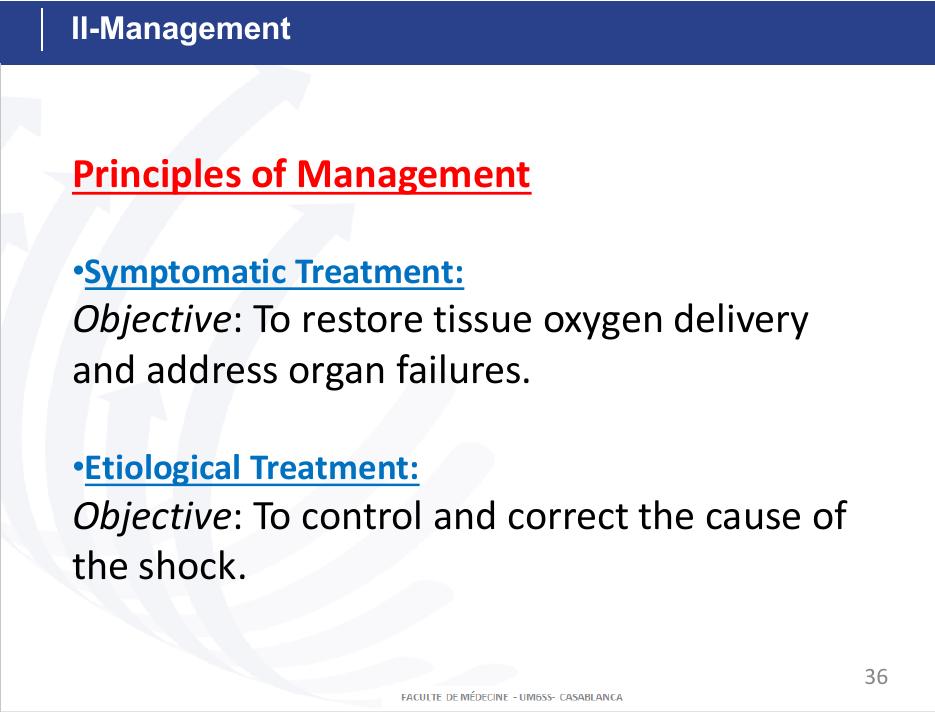 II-Management
Principles of Management
•Symptomatic Treatment:
Objective: To restore tissue oxygen delivery
and address organ failures.
•Etiological Treatment:
Objective: To control and correct the cause of
the shock.
36
FACULTE DE MÉDECINE - UM6SS- CASABLANCA